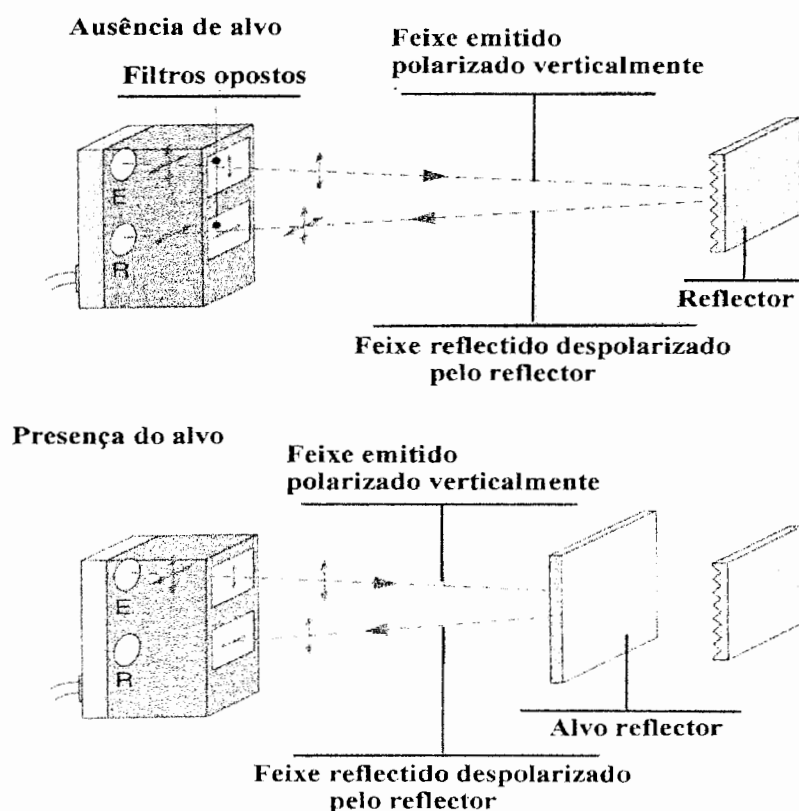 Ausência de alvo
Filtros opostos
Feixe emitido
polarizado verticalmente
E
R
Reflector
Feixe reflectido despolarizado
pelo reflector
Presença do alvo
Feixe emitido
polarizado verticalmente
E
R
Alvo reflector
Feixe reflectido despolarizado
pelo reflector